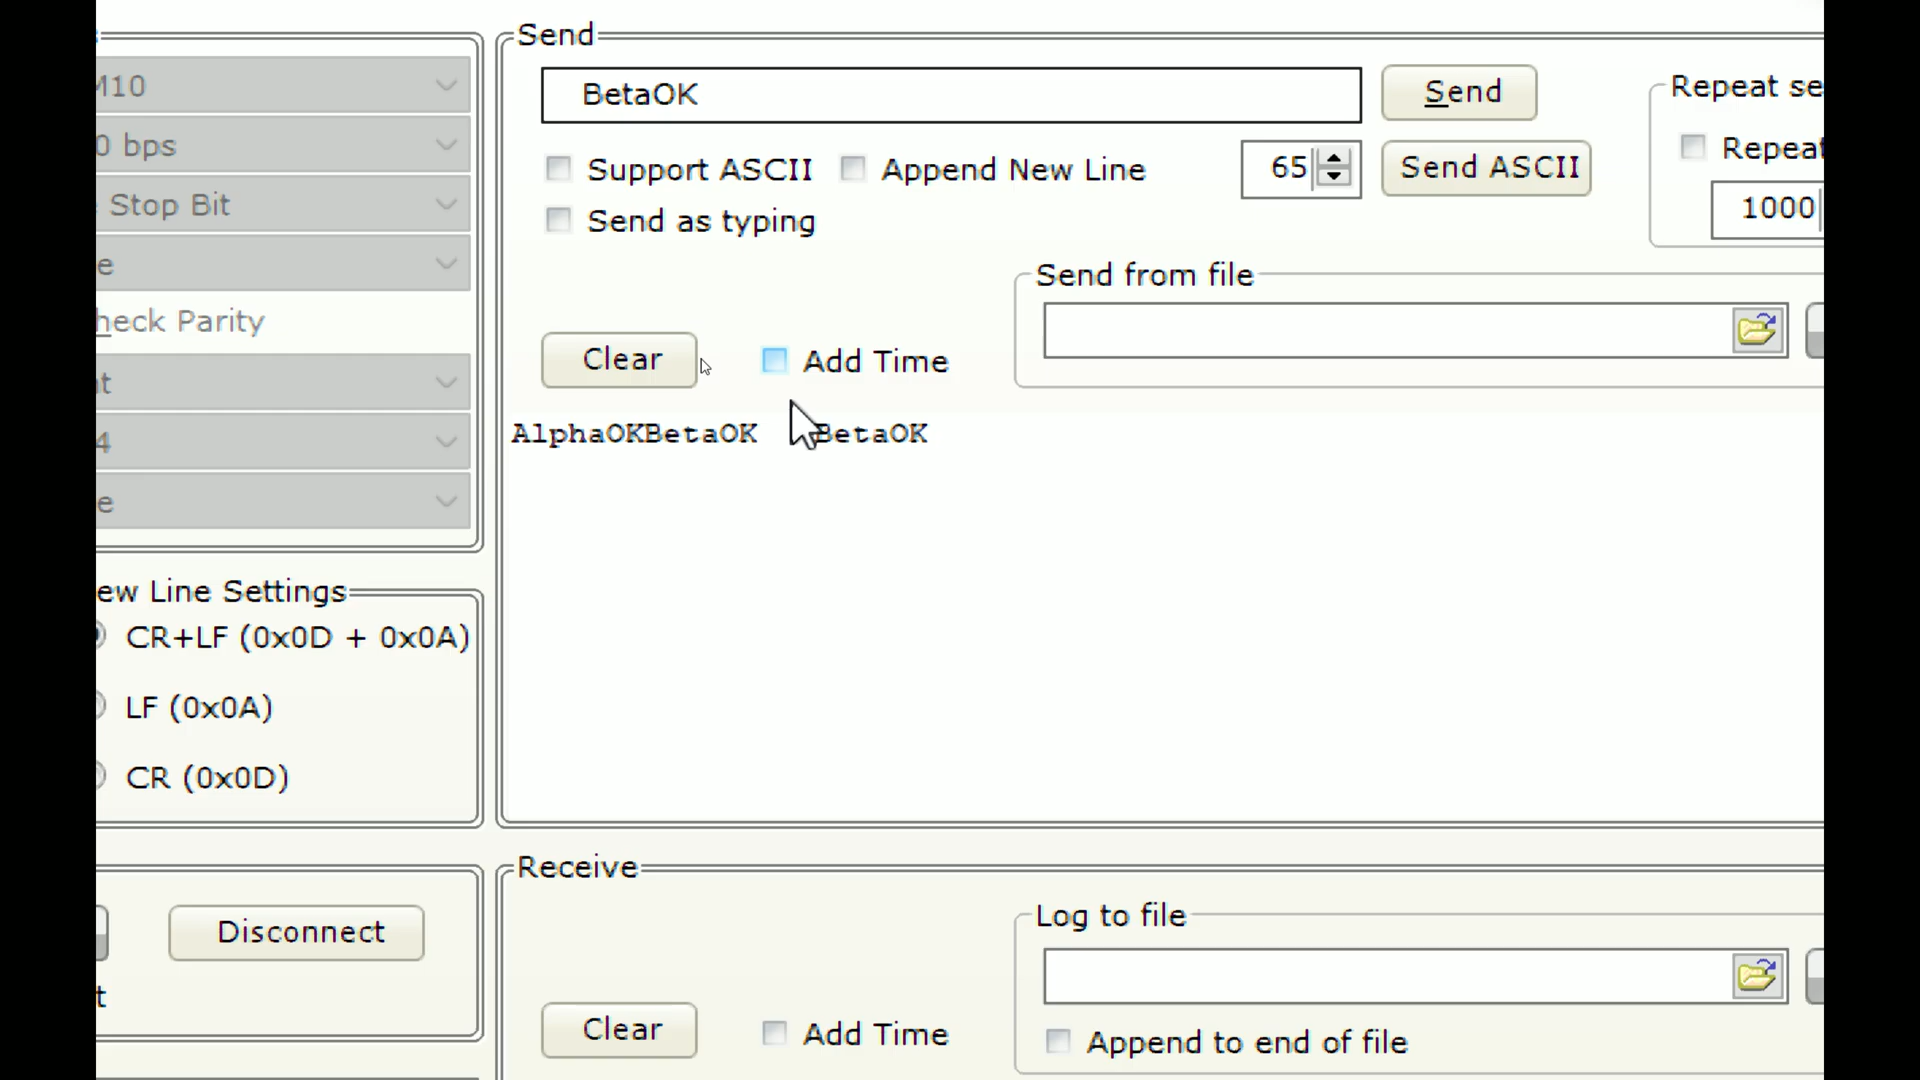 Send
M10
BetaOK
Send
Repeat se
0 bps
Support ASCII
Append New Line
65
Send ASCII
Repeat
Stop Bit
Send as typing
1000
e
Send from file
heck Parity
Clear
Add Time
t
AlphaOKBetaOK BetaOK
4
e
ew Line Settings
CR+LF (0x0D + 0x0A)
LF (0x0A)
CR (0x0D)
Receive
Log to file
Disconnect
t
Clear
Add Time
Append to end of file